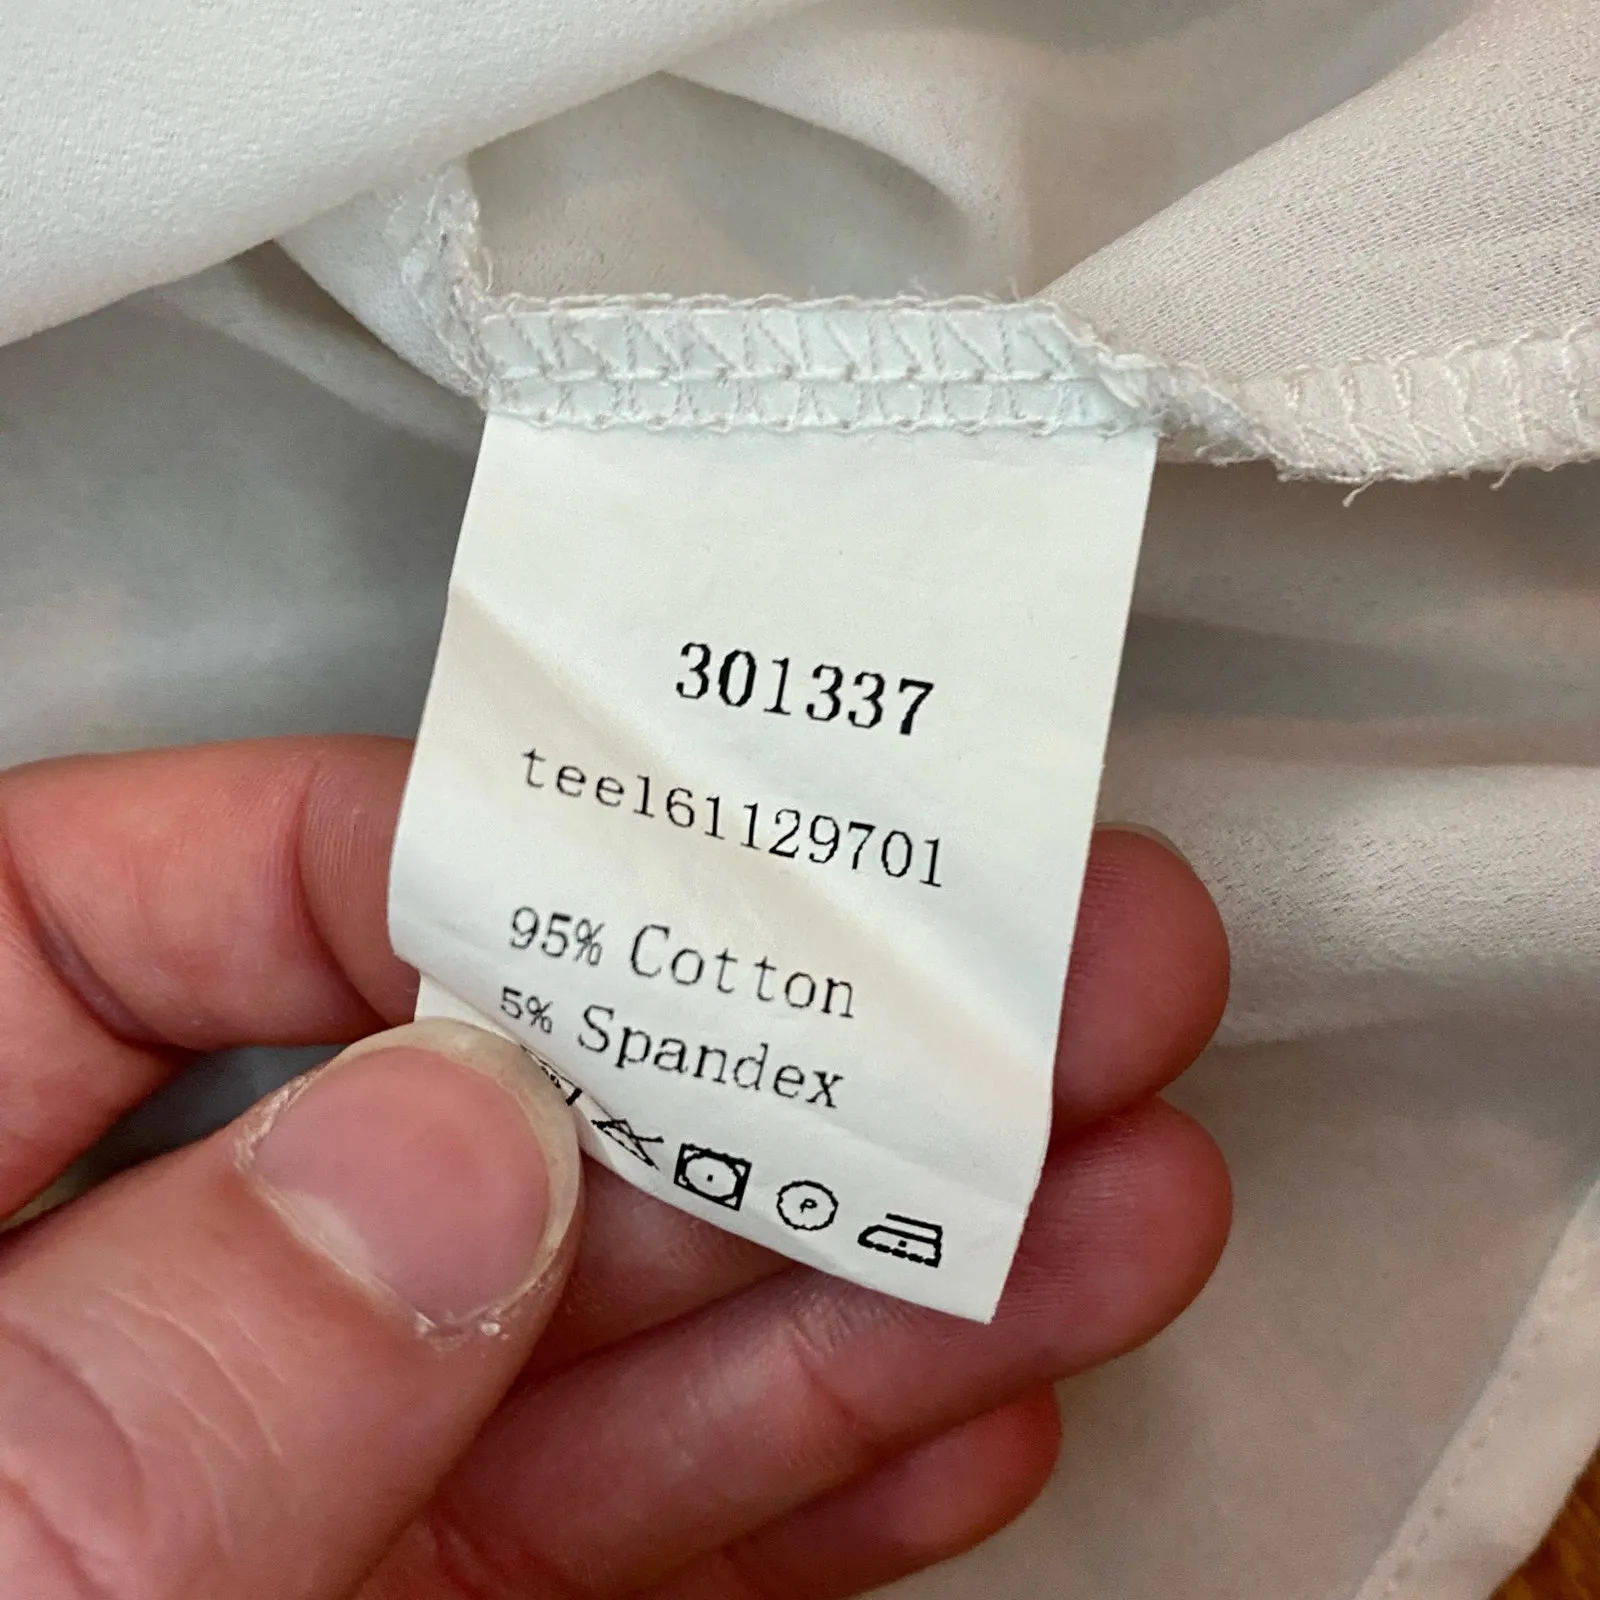 301337
tee161129701
95% Cotton
5% Spandex
P